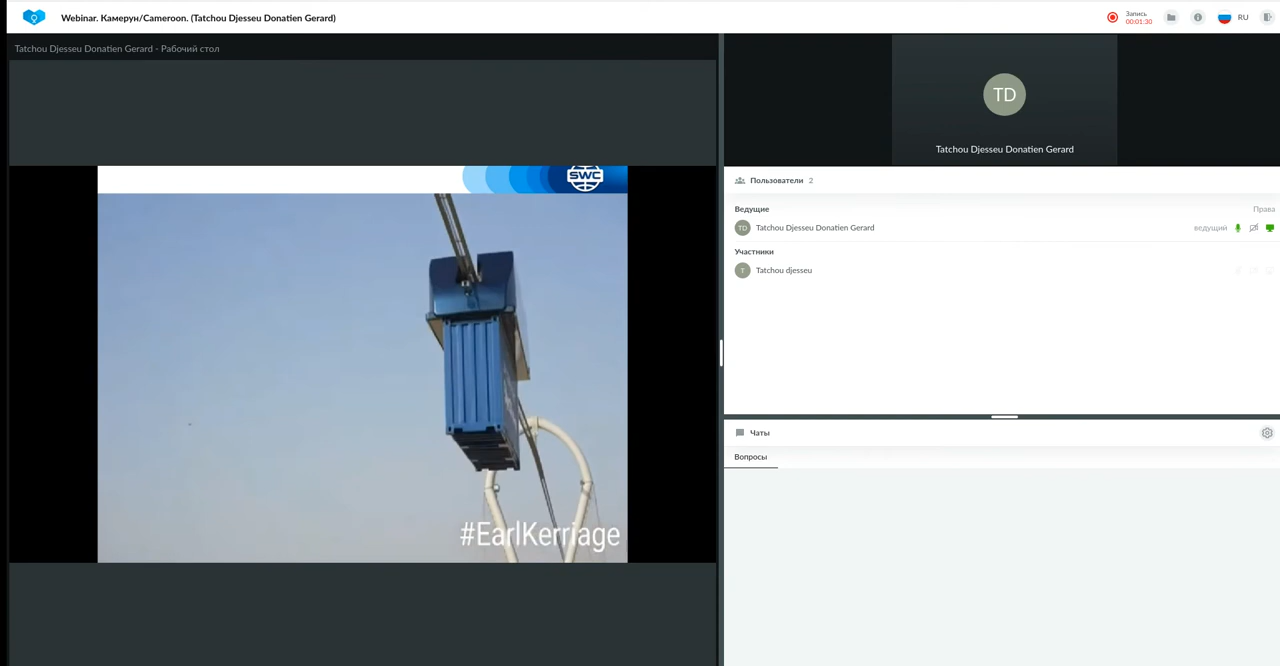 Webinar. Камерун/Cameroon. (Tatchou Djesseu Donatien Gerard)
Запись
00:01:30
RU
Tatchou Djesseu Donatien Gerard - Рабочий стол
SWC
#EarlKerriage
TD
Tatchou Djesseu Donatien Gerard
Пользователи 2
Ведущие Права
TD Tatchou Djesseu Donatien Gerard ведущий
Участники
T Tatchou djesseu
Чаты
Вопросы